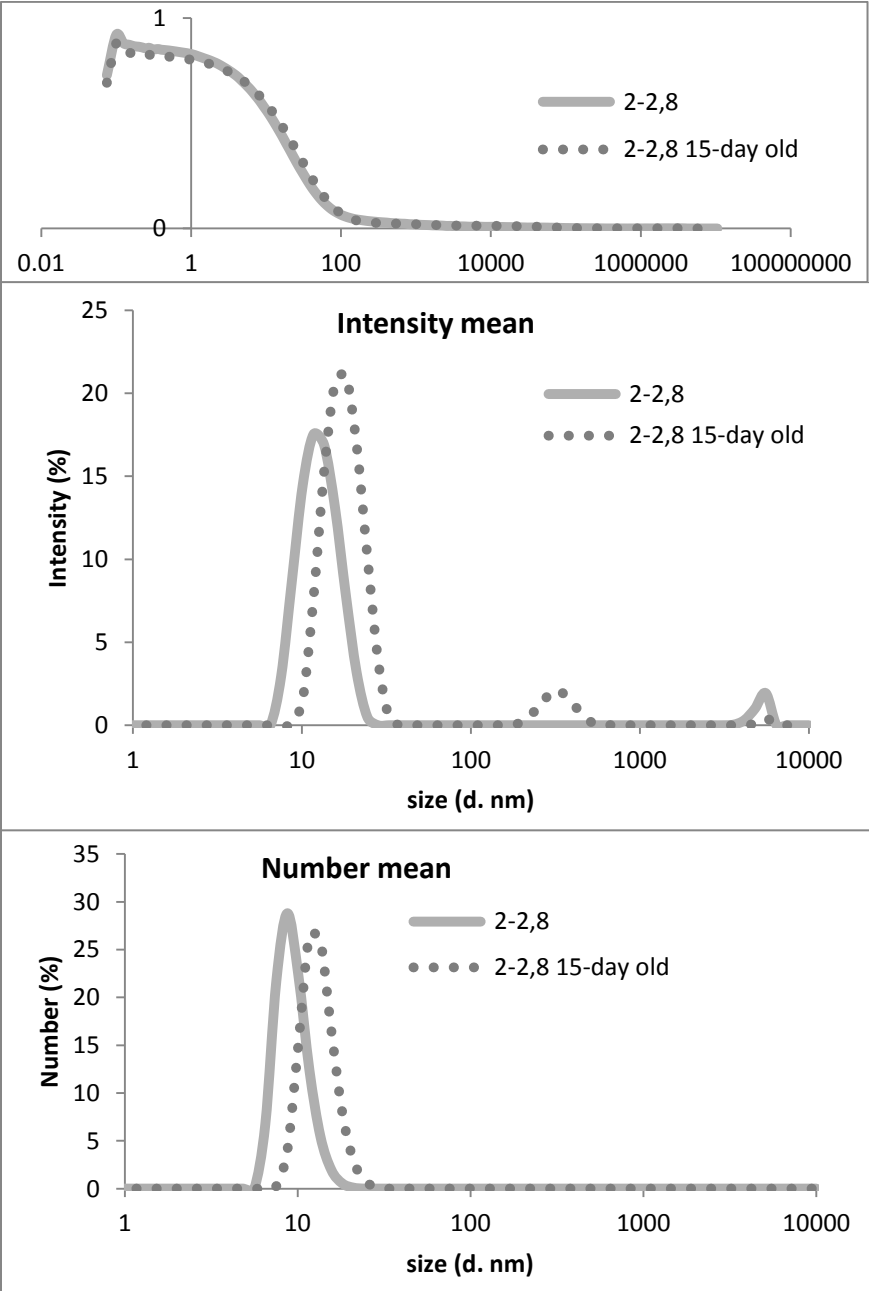 1
2-2,8
2-2,8 15-day old
0
0.01 1 100 10000 1000000 100000000
25
Intensity mean
20
2-2,8
2-2,8 15-day old
15
Intensity (%)
10
5
0
1 10 100 1000 10000
size (d. nm)
35
Number mean
30
2-2,8
25
2-2,8 15-day old
20
Number (%)
15
10
5
0
1 10 100 1000 10000
size (d. nm)